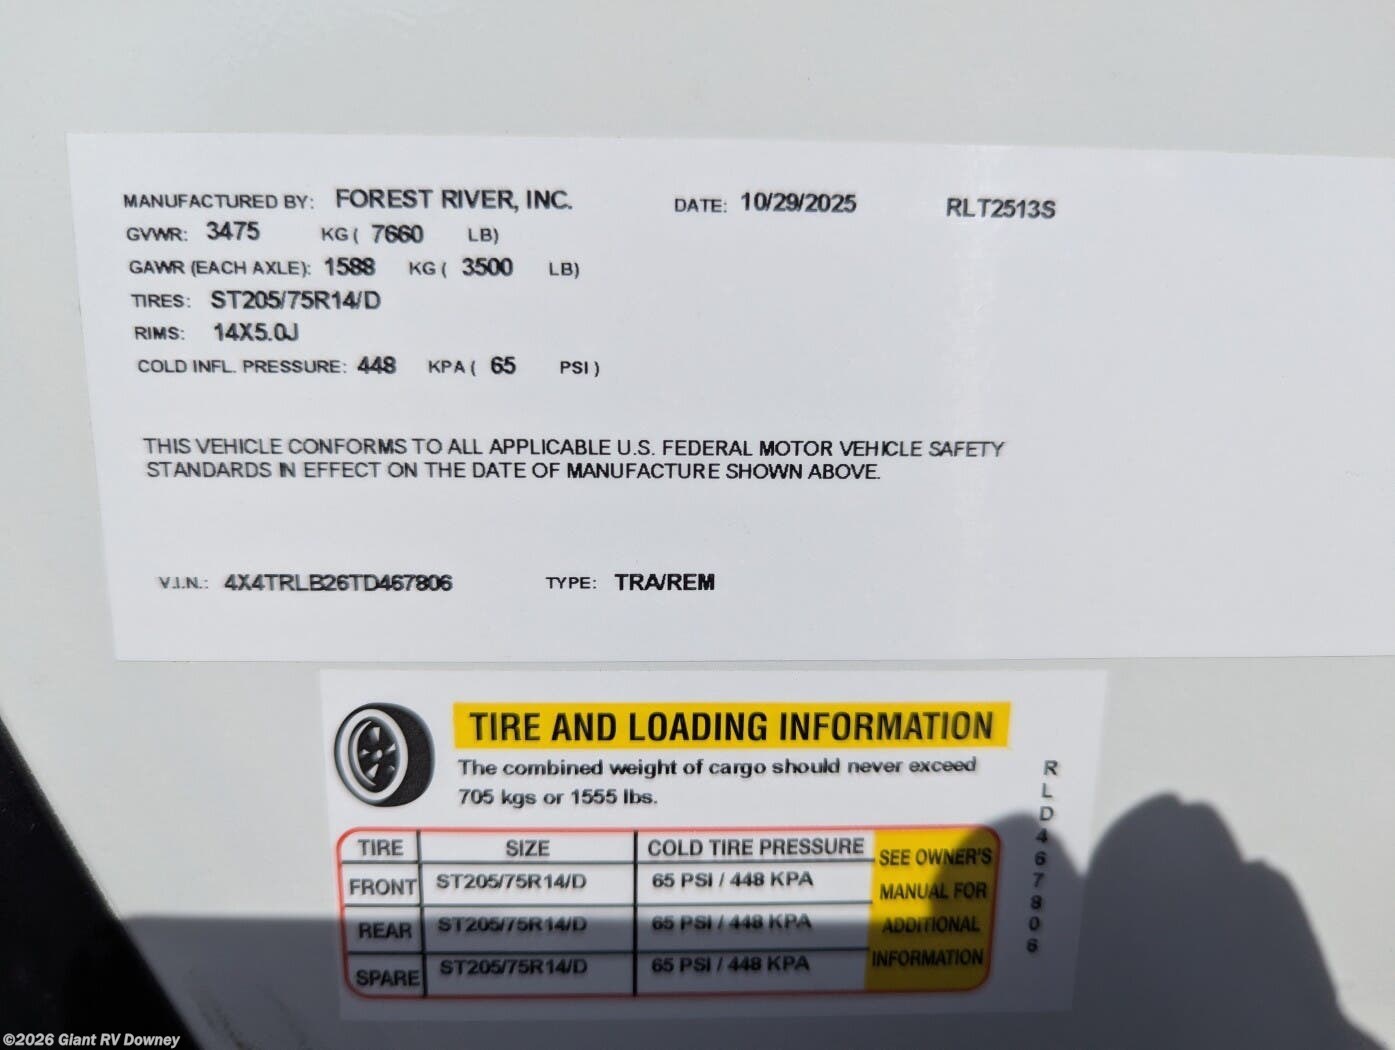 MANUFACTURED BY: FOREST RIVER, INC. DATE: 10/29/2025 RLT2513S
GVWR: 3475 KG ( 7660 LB)
GAWR (EACH AXLE): 1588 KG ( 3500 LB)
TIRES: ST205/75R14/D
RIMS: 14X5.0J
COLD INFL. PRESSURE: 448 KPA ( 65 PSI )
THIS VEHICLE CONFORMS TO ALL APPLICABLE U.S. FEDERAL MOTOR VEHICLE SAFETY
STANDARDS IN EFFECT ON THE DATE OF MANUFACTURE SHOWN ABOVE.
V.I.N.: 4X4TRLB26TD467806 TYPE: TRA/REM
TIRE AND LOADING INFORMATION
The combined weight of cargo should never exceed
705 kgs or 1555 lbs.
TIRE SIZE COLD TIRE PRESSURE
FRONT ST205/75R14/D 65 PSI / 448 KPA
REAR ST205/75R14/D 65 PSI / 448 KPA
SPARE ST205/75R14/D 65 PSI / 448 KPA
SEE OWNER'S
MANUAL FOR
ADDITIONAL
INFORMATION
RLD467806
©2026 Giant RV Downey